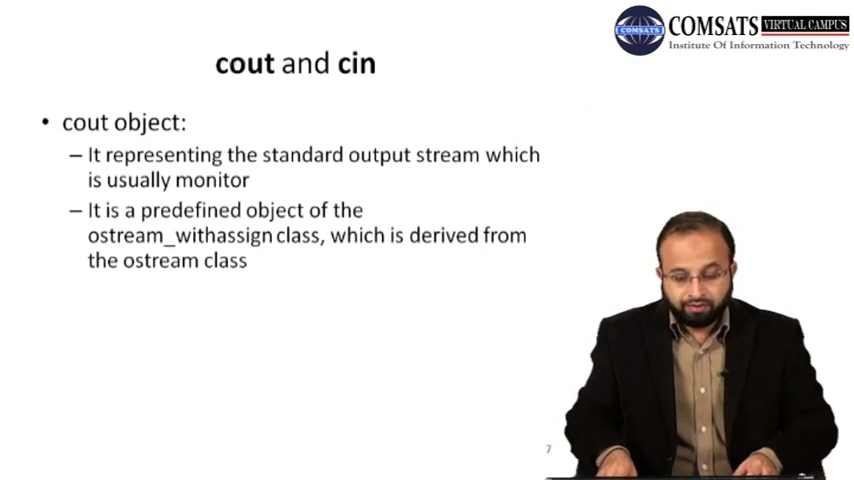 COMSATS VIRTUAL CAMPUS
COMSATS
Institute Of Information Technology
cout and cin
• cout object:
– It representing the standard output stream which
is usually monitor
– It is a predefined object of the
ostream_withassign class, which is derived from
the ostream class
7